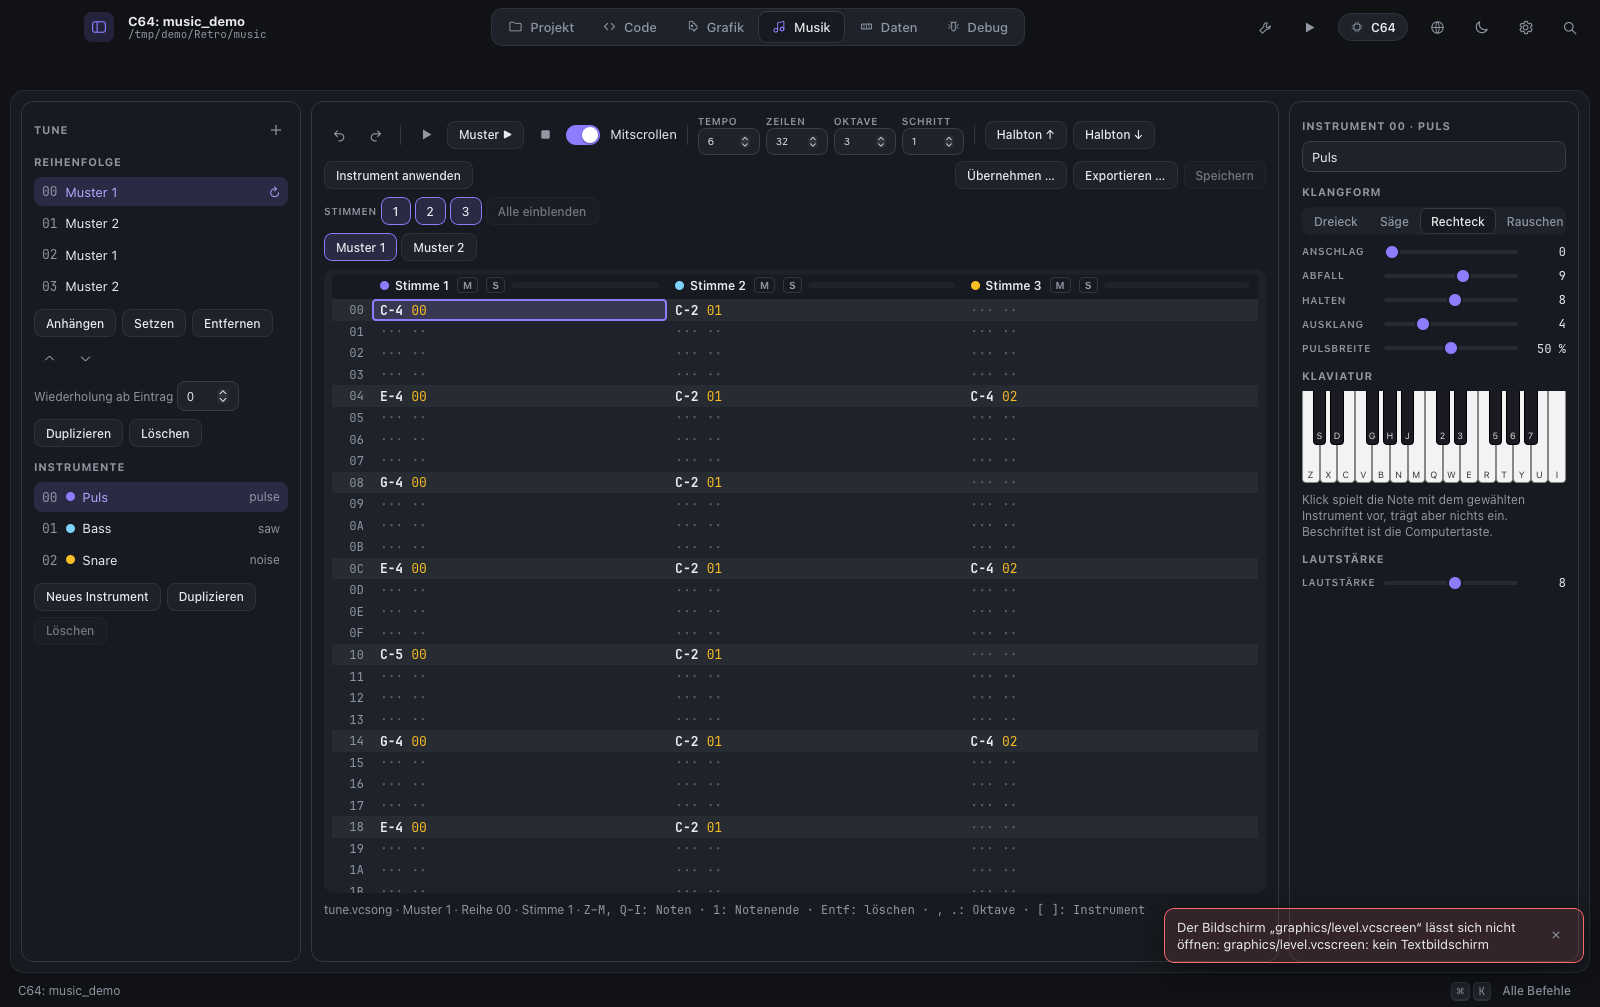 C64: music_demo
/tmp/demo/Retro/music
Projekt
Code
Grafik
Musik
Daten
Debug
C64
TUNE
REIHENFOLGE
00 Muster 1
01 Muster 2
02 Muster 1
03 Muster 2
Anhängen Setzen Entfernen
Wiederholung ab Eintrag 0
Duplizieren Löschen
INSTRUMENTE
00 Puls pulse
01 Bass saw
02 Snare noise
Neues Instrument Duplizieren
Löschen
Muster
Mitscrollen
TEMPO ZEILEN OKTAVE SCHRITT
6 32 3 1
Halbton ↑ Halbton ↓
Instrument anwenden
Übernehmen ... Exportieren ... Speichern
STIMMEN 1 2 3 Alle einblenden
Muster 1 Muster 2
Stimme 1 M S Stimme 2 M S Stimme 3 M S
00 C-4 00 C-2 01 ··· ··
01 ··· ·· ··· ·· ··· ··
02 ··· ·· ··· ·· ··· ··
03 ··· ·· ··· ·· ··· ··
04 E-4 00 C-2 01 C-4 02
05 ··· ·· ··· ·· ··· ··
06 ··· ·· ··· ·· ··· ··
07 ··· ·· ··· ·· ··· ··
08 G-4 00 C-2 01 ··· ··
09 ··· ·· ··· ·· ··· ··
0A ··· ·· ··· ·· ··· ··
0B ··· ·· ··· ·· ··· ··
0C E-4 00 C-2 01 C-4 02
0D ··· ·· ··· ·· ··· ··
0E ··· ·· ··· ·· ··· ··
0F ··· ·· ··· ·· ··· ··
10 C-5 00 C-2 01 ··· ··
11 ··· ·· ··· ·· ··· ··
12 ··· ·· ··· ·· ··· ··
13 ··· ·· ··· ·· ··· ··
14 G-4 00 C-2 01 C-4 02
15 ··· ·· ··· ·· ··· ··
16 ··· ·· ··· ·· ··· ··
17 ··· ·· ··· ·· ··· ··
18 E-4 00 C-2 01 ··· ··
19 ··· ·· ··· ·· ··· ··
1A ··· ·· ··· ·· ··· ··
1B ··· ·· ··· ·· ··· ··
tune.vcsong · Muster 1 · Reihe 00 · Stimme 1 · Z-M, Q-I: Noten · 1: Notenende · Entf: löschen · , .: Oktave · [ ]: Instrument
INSTRUMENT 00 · PULS
Puls
KLANGFORM
Dreieck Säge Rechteck Rauschen
ANSCHLAG 0
ABFALL 9
HALTEN 8
AUSKLANG 4
PULSBREITE 50 %
KLAVIATUR
S D G H J 2 3 5 6 7
Z X C V B N M Q W E R T Y U I
Klick spielt die Note mit dem gewählten
Instrument vor, trägt aber nichts ein.
Beschriftet ist die Computertaste.
LAUTSTÄRKE
LAUTSTÄRKE 8
Der Bildschirm „graphics/level.vcscreen“ lässt sich nicht
öffnen: graphics/level.vcscreen: kein Textbildschirm
C64: music_demo
⌘ K Alle Befehle